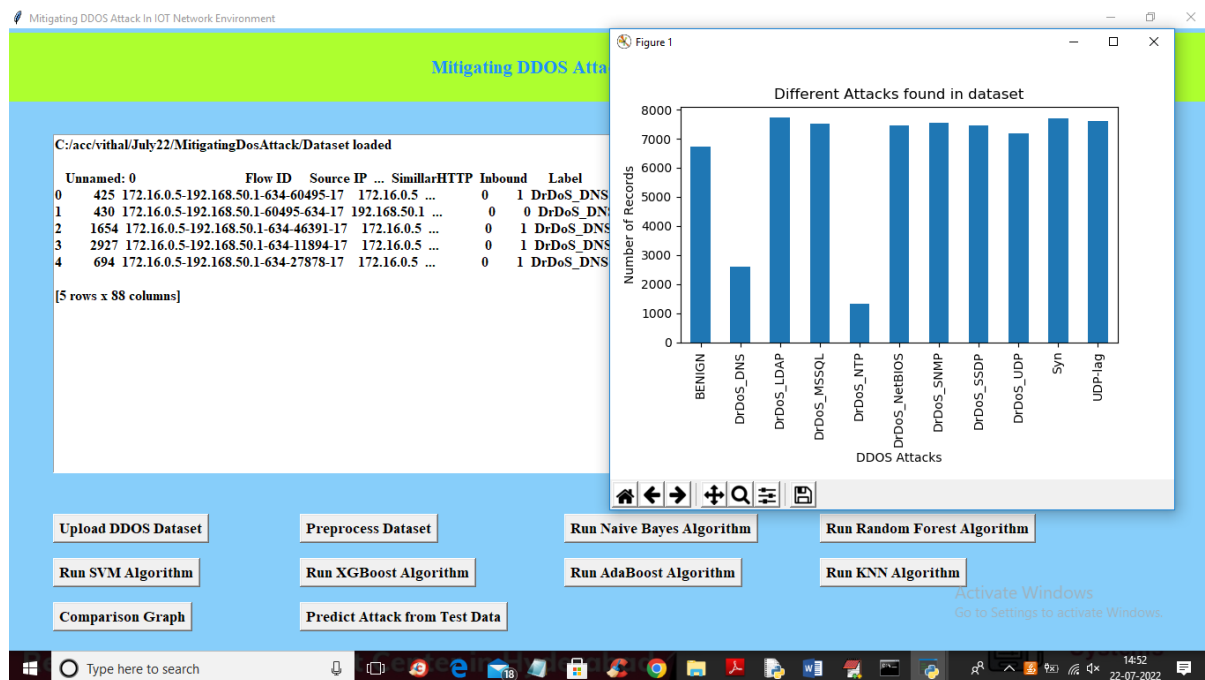 Mitigating DDOS Attack In IOT Network Environment
Mitigating DDOS Atta
C:/acc/vithal/July22/MitigatingDosAttack/Dataset loaded
Unnamed: 0 Flow ID Source IP ... SimillarHTTP Inbound Label
0 425 172.16.0.5-192.168.50.1-634-60495-17 172.16.0.5 ... 0 1 DrDoS_DNS
1 430 172.16.0.5-192.168.50.1-60495-634-17 192.168.50.1 ... 0 0 DrDoS_DN
2 1654 172.16.0.5-192.168.50.1-634-46391-17 172.16.0.5 ... 0 1 DrDoS_DNS
3 2927 172.16.0.5-192.168.50.1-634-11894-17 172.16.0.5 ... 0 1 DrDoS_DNS
4 694 172.16.0.5-192.168.50.1-634-27878-17 172.16.0.5 ... 0 1 DrDoS_DNS
[5 rows x 88 columns]
Figure 1
Different Attacks found in dataset
Number of Records
8000
7000
6000
5000
4000
3000
2000
1000
0
BENIGN
DrDoS_DNS
DrDoS_LDAP
DrDoS_MSSQL
DrDoS_NTP
DrDoS_NetBIOS
DrDoS_SNMP
DrDoS_SSDP
DrDoS_UDP
Syn
UDP-lag
DDOS Attacks
Upload DDOS Dataset
Preprocess Dataset
Run Naive Bayes Algorithm
Run Random Forest Algorithm
Run SVM Algorithm
Run XGBoost Algorithm
Run AdaBoost Algorithm
Run KNN Algorithm
Comparison Graph
Predict Attack from Test Data
Activate Windows
Go to Settings to activate Windows.
Type here to search
18
14:52
22-07-2022